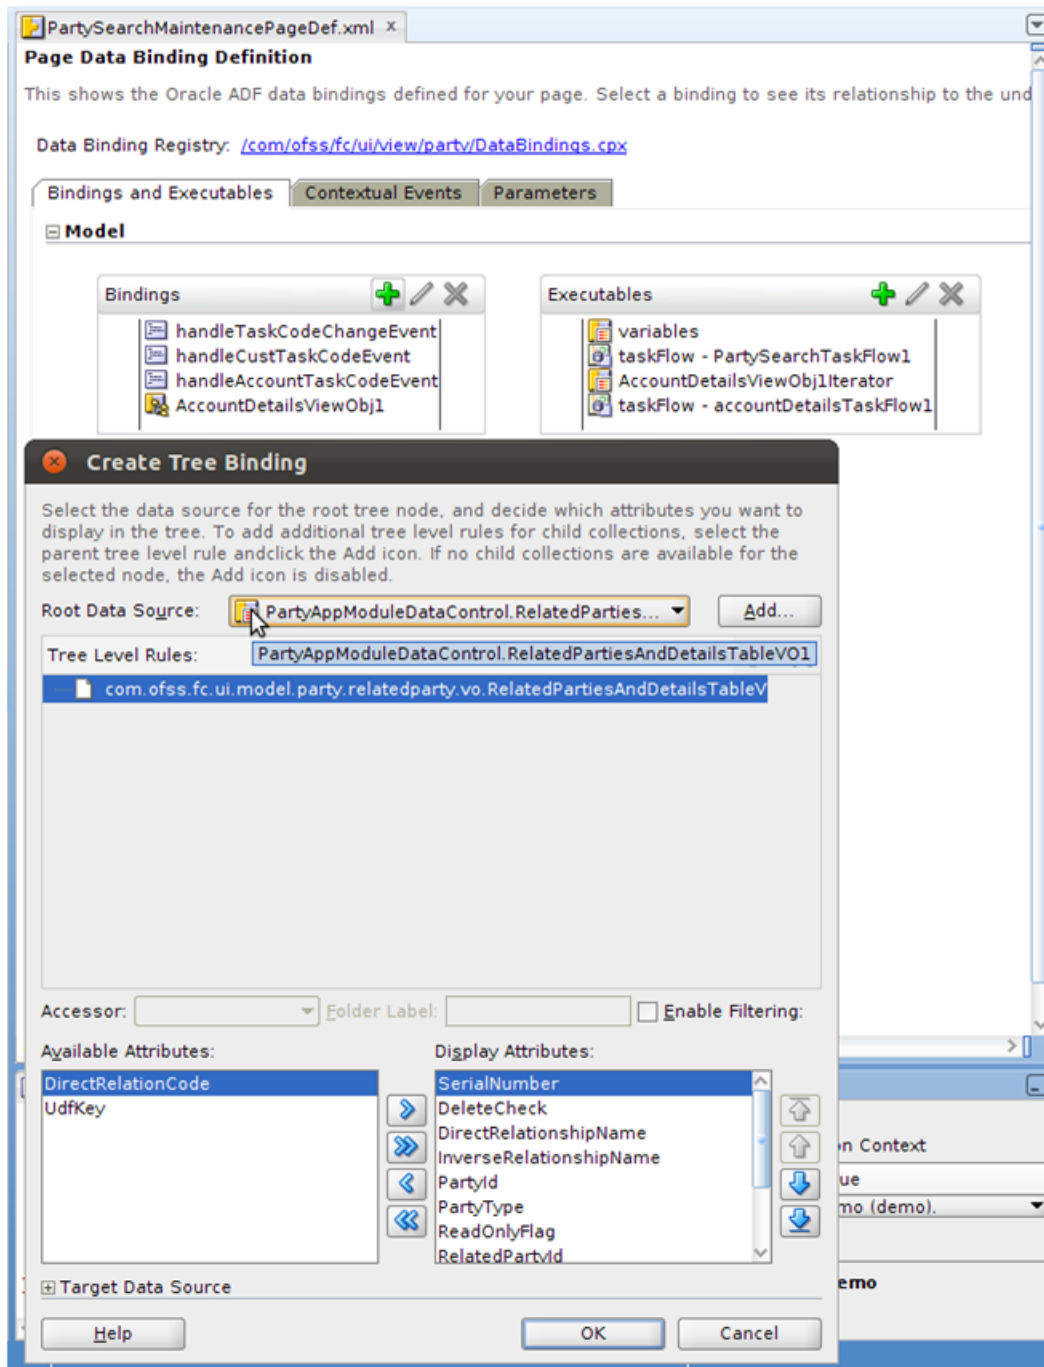 PartySearchMaintenancePageDef.xml x
Page Data Binding Definition
This shows the Oracle ADF data bindings defined for your page. Select a binding to see its relationship to the und
Data Binding Registry: /com/ofss/fc/ui/view/party/DataBindings.cpx
Bindings and Executables Contextual Events Parameters
Model
Bindings Executables
handleTaskCodeChangeEvent variables
handleCustTaskCodeEvent taskFlow - PartySearchTaskFlow1
handleAccountTaskCodeEvent AccountDetailsViewObj1Iterator
AccountDetailsViewObj1 taskFlow - accountDetailsTaskFlow1
Create Tree Binding
Select the data source for the root tree node, and decide which attributes you want to
display in the tree. To add additional tree level rules for child collections, select the
parent tree level rule andclick the Add icon. If no child collections are available for the
selected node, the Add icon is disabled.
Root Data Source: PartyAppModuleDataControl.RelatedParties... Add...
Tree Level Rules: PartyAppModuleDataControl.RelatedPartiesAndDetailsTableVO1
com.ofss.fc.ui.model.party.relatedparty.vo.RelatedPartiesAndDetailsTableV
Accessor: Folder Label: Enable Filtering:
Available Attributes: Display Attributes:
DirectRelationCode SerialNumber
UdfKey DeleteCheck
DirectRelationshipName
InverseRelationshipName
on Context
PartyId
ue
PartyType
mo (demo).
ReadOnlyFlag
RelatedPartyId
Target Data Source
emo
Help OK Cancel